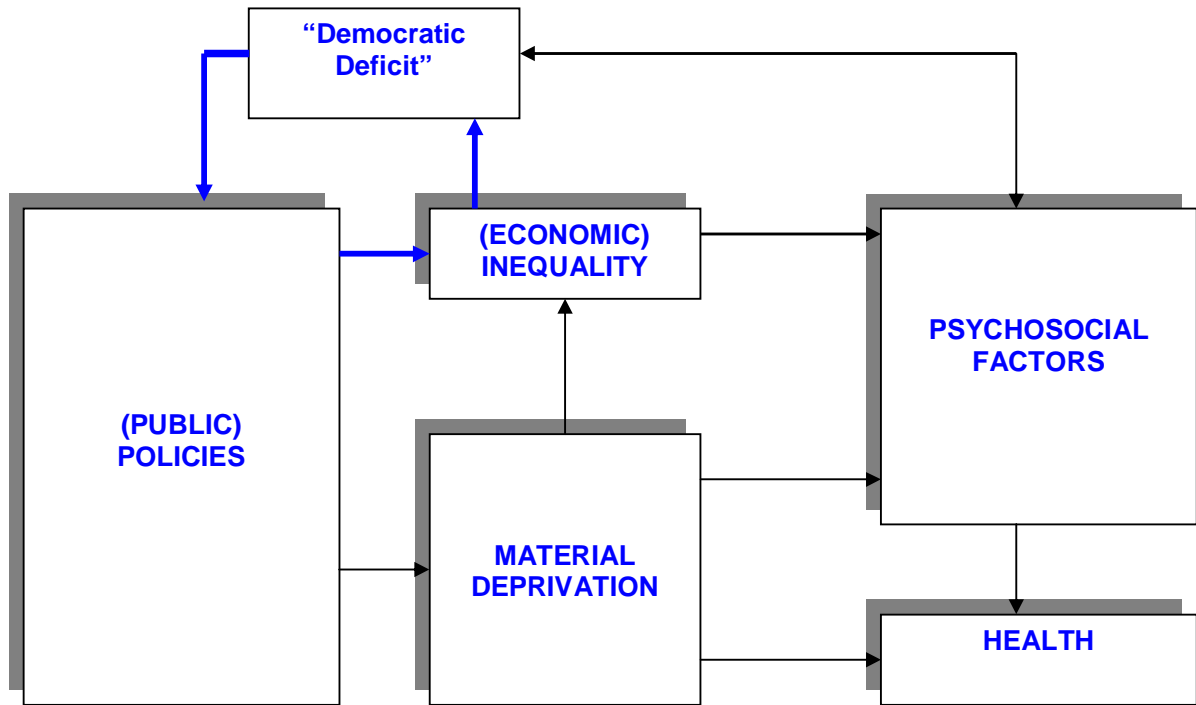 “Democratic
Deficit”
(ECONOMIC)
INEQUALITY
PSYCHOSOCIAL
FACTORS
(PUBLIC)
POLICIES
MATERIAL
DEPRIVATION
HEALTH